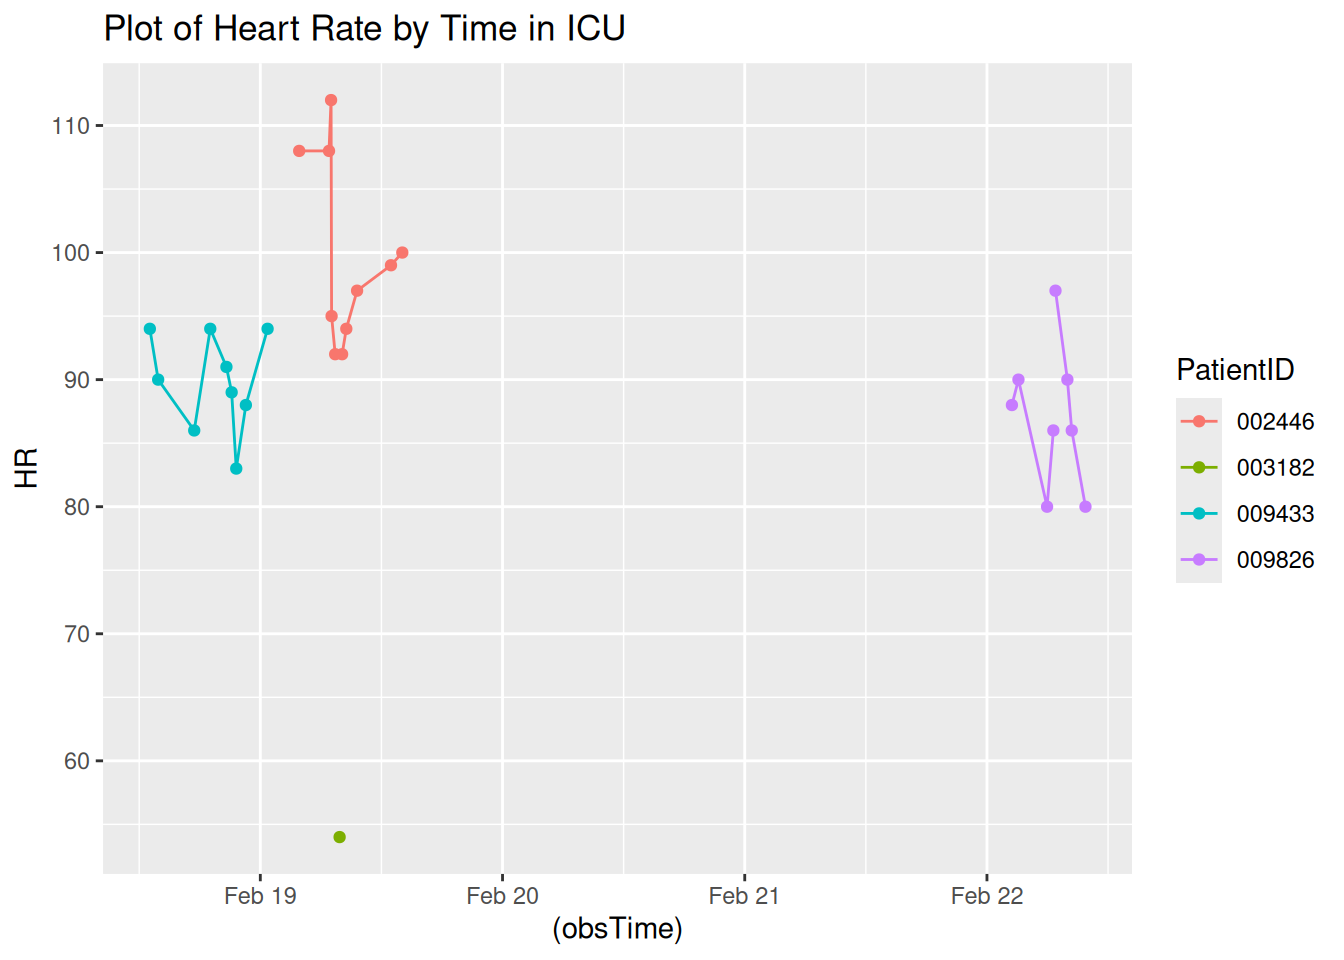 Plot of Heart Rate by Time in ICU
110
100
90
80
70
60
HR
Feb 19 Feb 20 Feb 21 Feb 22
(obsTime)
PatientID
002446
003182
009433
009826